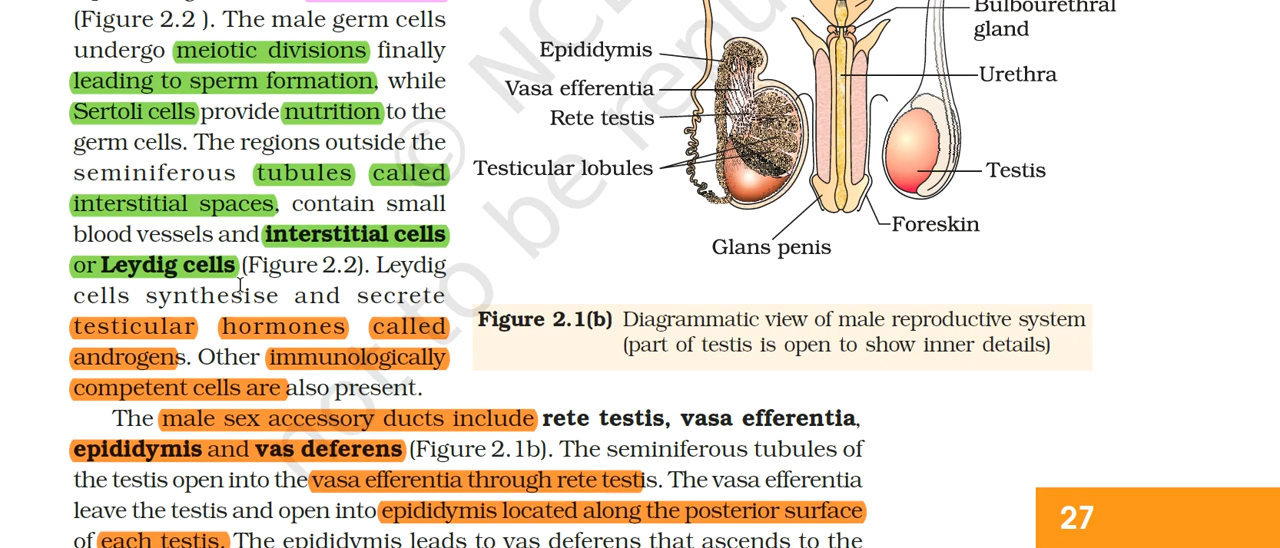 (Figure 2.2 ). The male germ cells
undergo meiotic divisions finally
leading to sperm formation, while
Sertoli cells provide nutrition to the
germ cells. The regions outside the
seminiferous tubules called
interstitial spaces, contain small
blood vessels and interstitial cells
or Leydig cells (Figure 2.2). Leydig
cells synthesise and secrete
testicular hormones called
androgens. Other immunologically
competent cells are also present.
Bulbourethral
gland
Epididymis
Urethra
Vasa efferentia
Rete testis
Testicular lobules
Testis
Foreskin
Glans penis
Figure 2.1(b) Diagrammatic view of male reproductive system
(part of testis is open to show inner details)
The male sex accessory ducts include rete testis, vasa efferentia,
epididymis and vas deferens (Figure 2.1b). The seminiferous tubules of
the testis open into the vasa efferentia through rete testis. The vasa efferentia
leave the testis and open into epididymis located along the posterior surface
of each testis. The epididymis leads to vas deferens that ascends to the
27
© NC
not to be repu